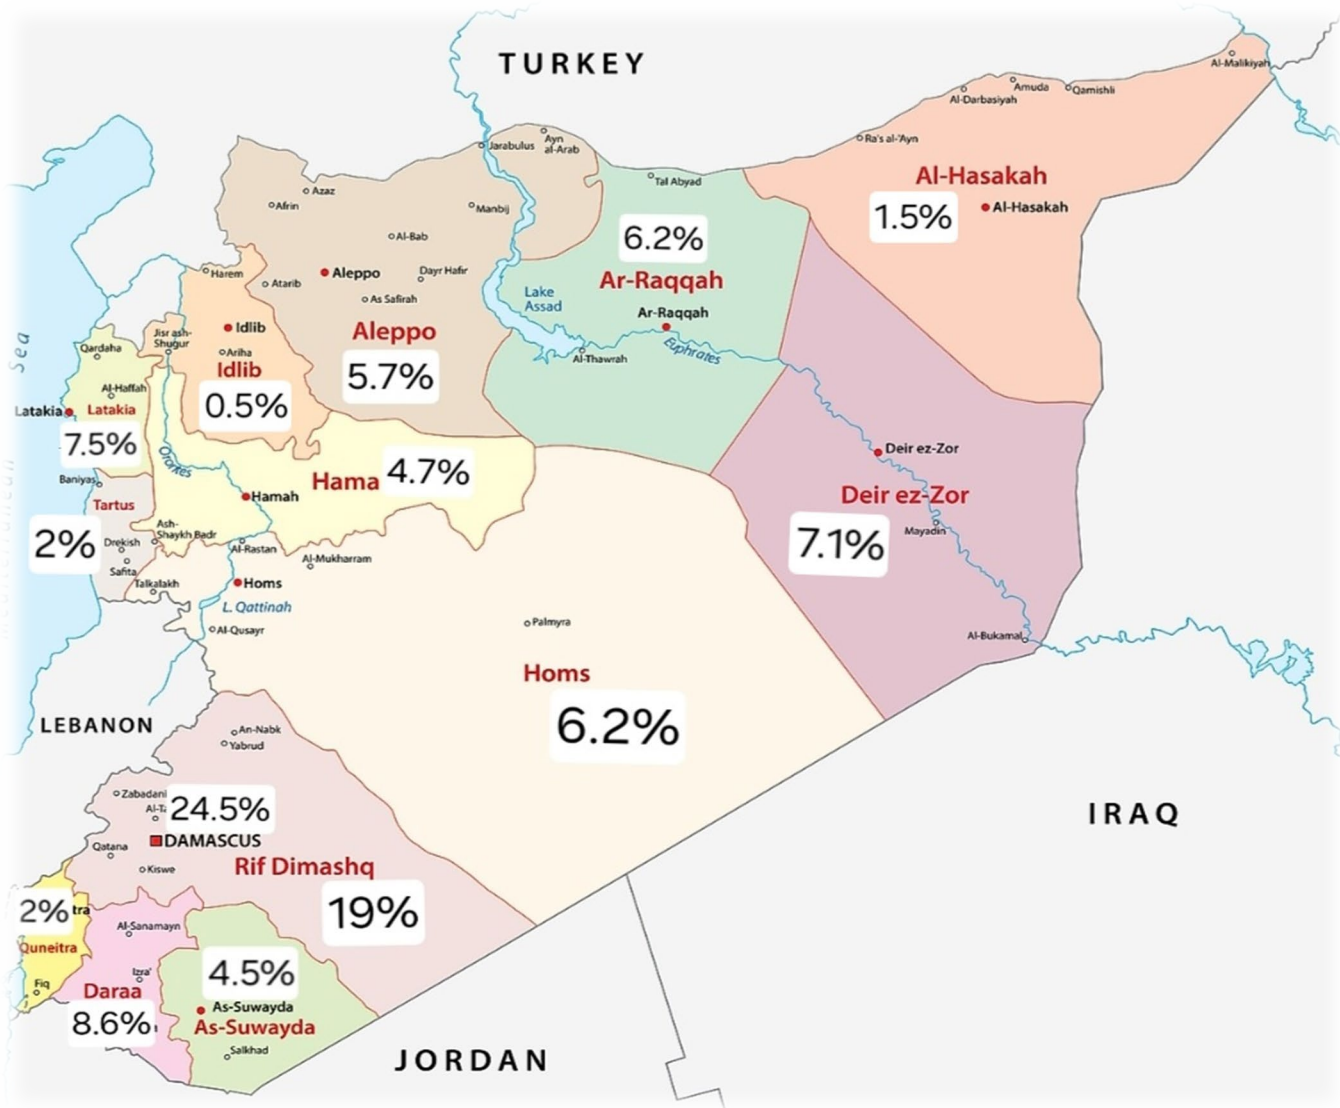 TURKEY
Al-Malikiyah
Amuda
Qamishli
Al-Darbasiyah
Ra's al-'Ayn
Jarabulus
Ayn
al-Arab
Tal Abyad
Al-Hasakah
1.5%
Al-Hasakah
Azaz
Afrin
Manbij
Al-Bab
6.2%
Ar-Raqqah
Ar-Raqqah
Harem
Atarib
Aleppo
Dayr Hafir
As Safirah
Aleppo
5.7%
Lake
Assad
Al-Thawrah
Euphrates
Sea
Jisr ash-
Shugur
Idlib
Ariha
Idlib
0.5%
Qardaha
Al-Haffah
Latakia
Latakia
7.5%
Orontes
Hama
4.7%
Hamah
Deir ez-Zor
Deir ez-Zor
7.1%
Mayadin
Al-Bukamal
Baniyas
Tartus
2%
Drekish
Safita
Ash-
Shaykh Badr
Al-Rastan
Al-Mukharram
Talkalakh
Homs
L. Qattinah
Al-Qusayr
Palmyra
Homs
6.2%
LEBANON
An-Nabk
Yabrud
Zabadani
24.5%
DAMASCUS
Qatana
Kiswe
Rif Dimashq
19%
IRAQ
2%
tra
Quneitra
Fiq
Al-Sanamayn
Izra'
Daraa
8.6%
4.5%
As-Suwayda
As-Suwayda
Salkhad
JORDAN